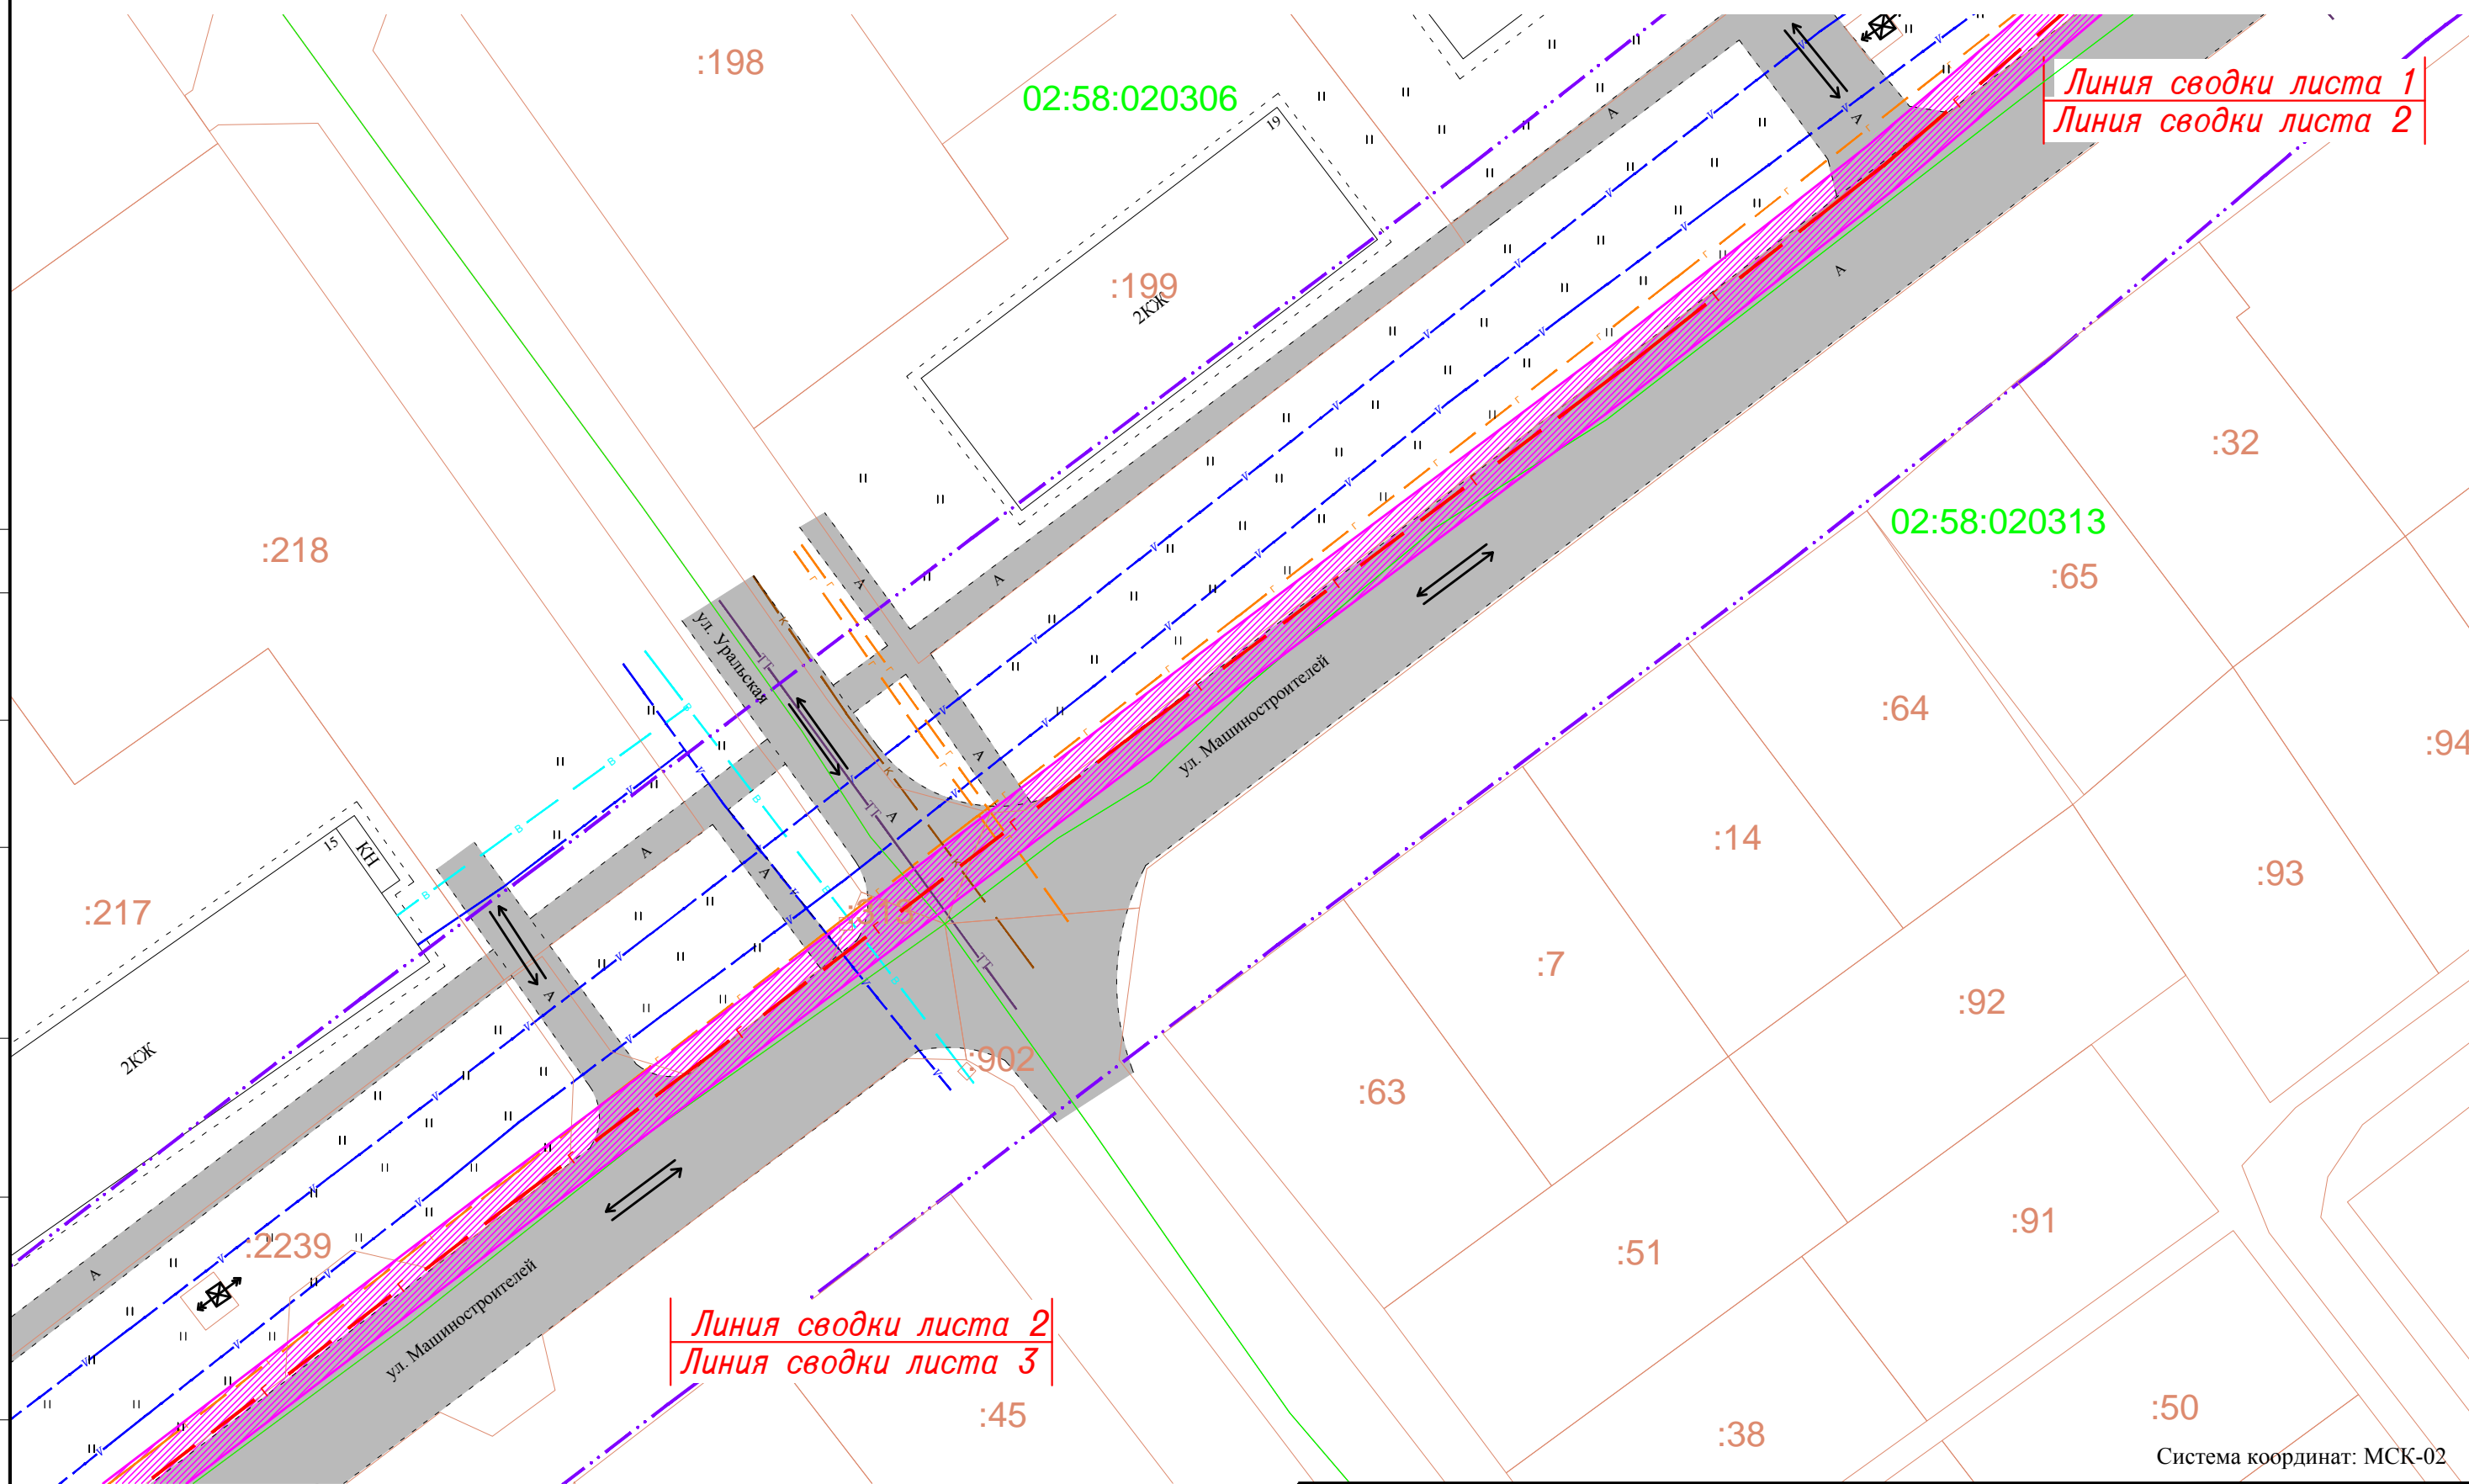 :198
02:58:020306
19
Линия сводки листа 1
Линия сводки листа 2
:199
2КЖ
:32
02:58:020313
:65
:218
ул. Уральская
ул. Машиностроителей
:64
:94
:14
:93
15
КН
:217
:7
:92
:902
2КЖ
:63
:91
:51
:2239
ул. Машиностроителей
Линия сводки листа 2
Линия сводки листа 3
:45
:38
:50
Система координат: МСК-02